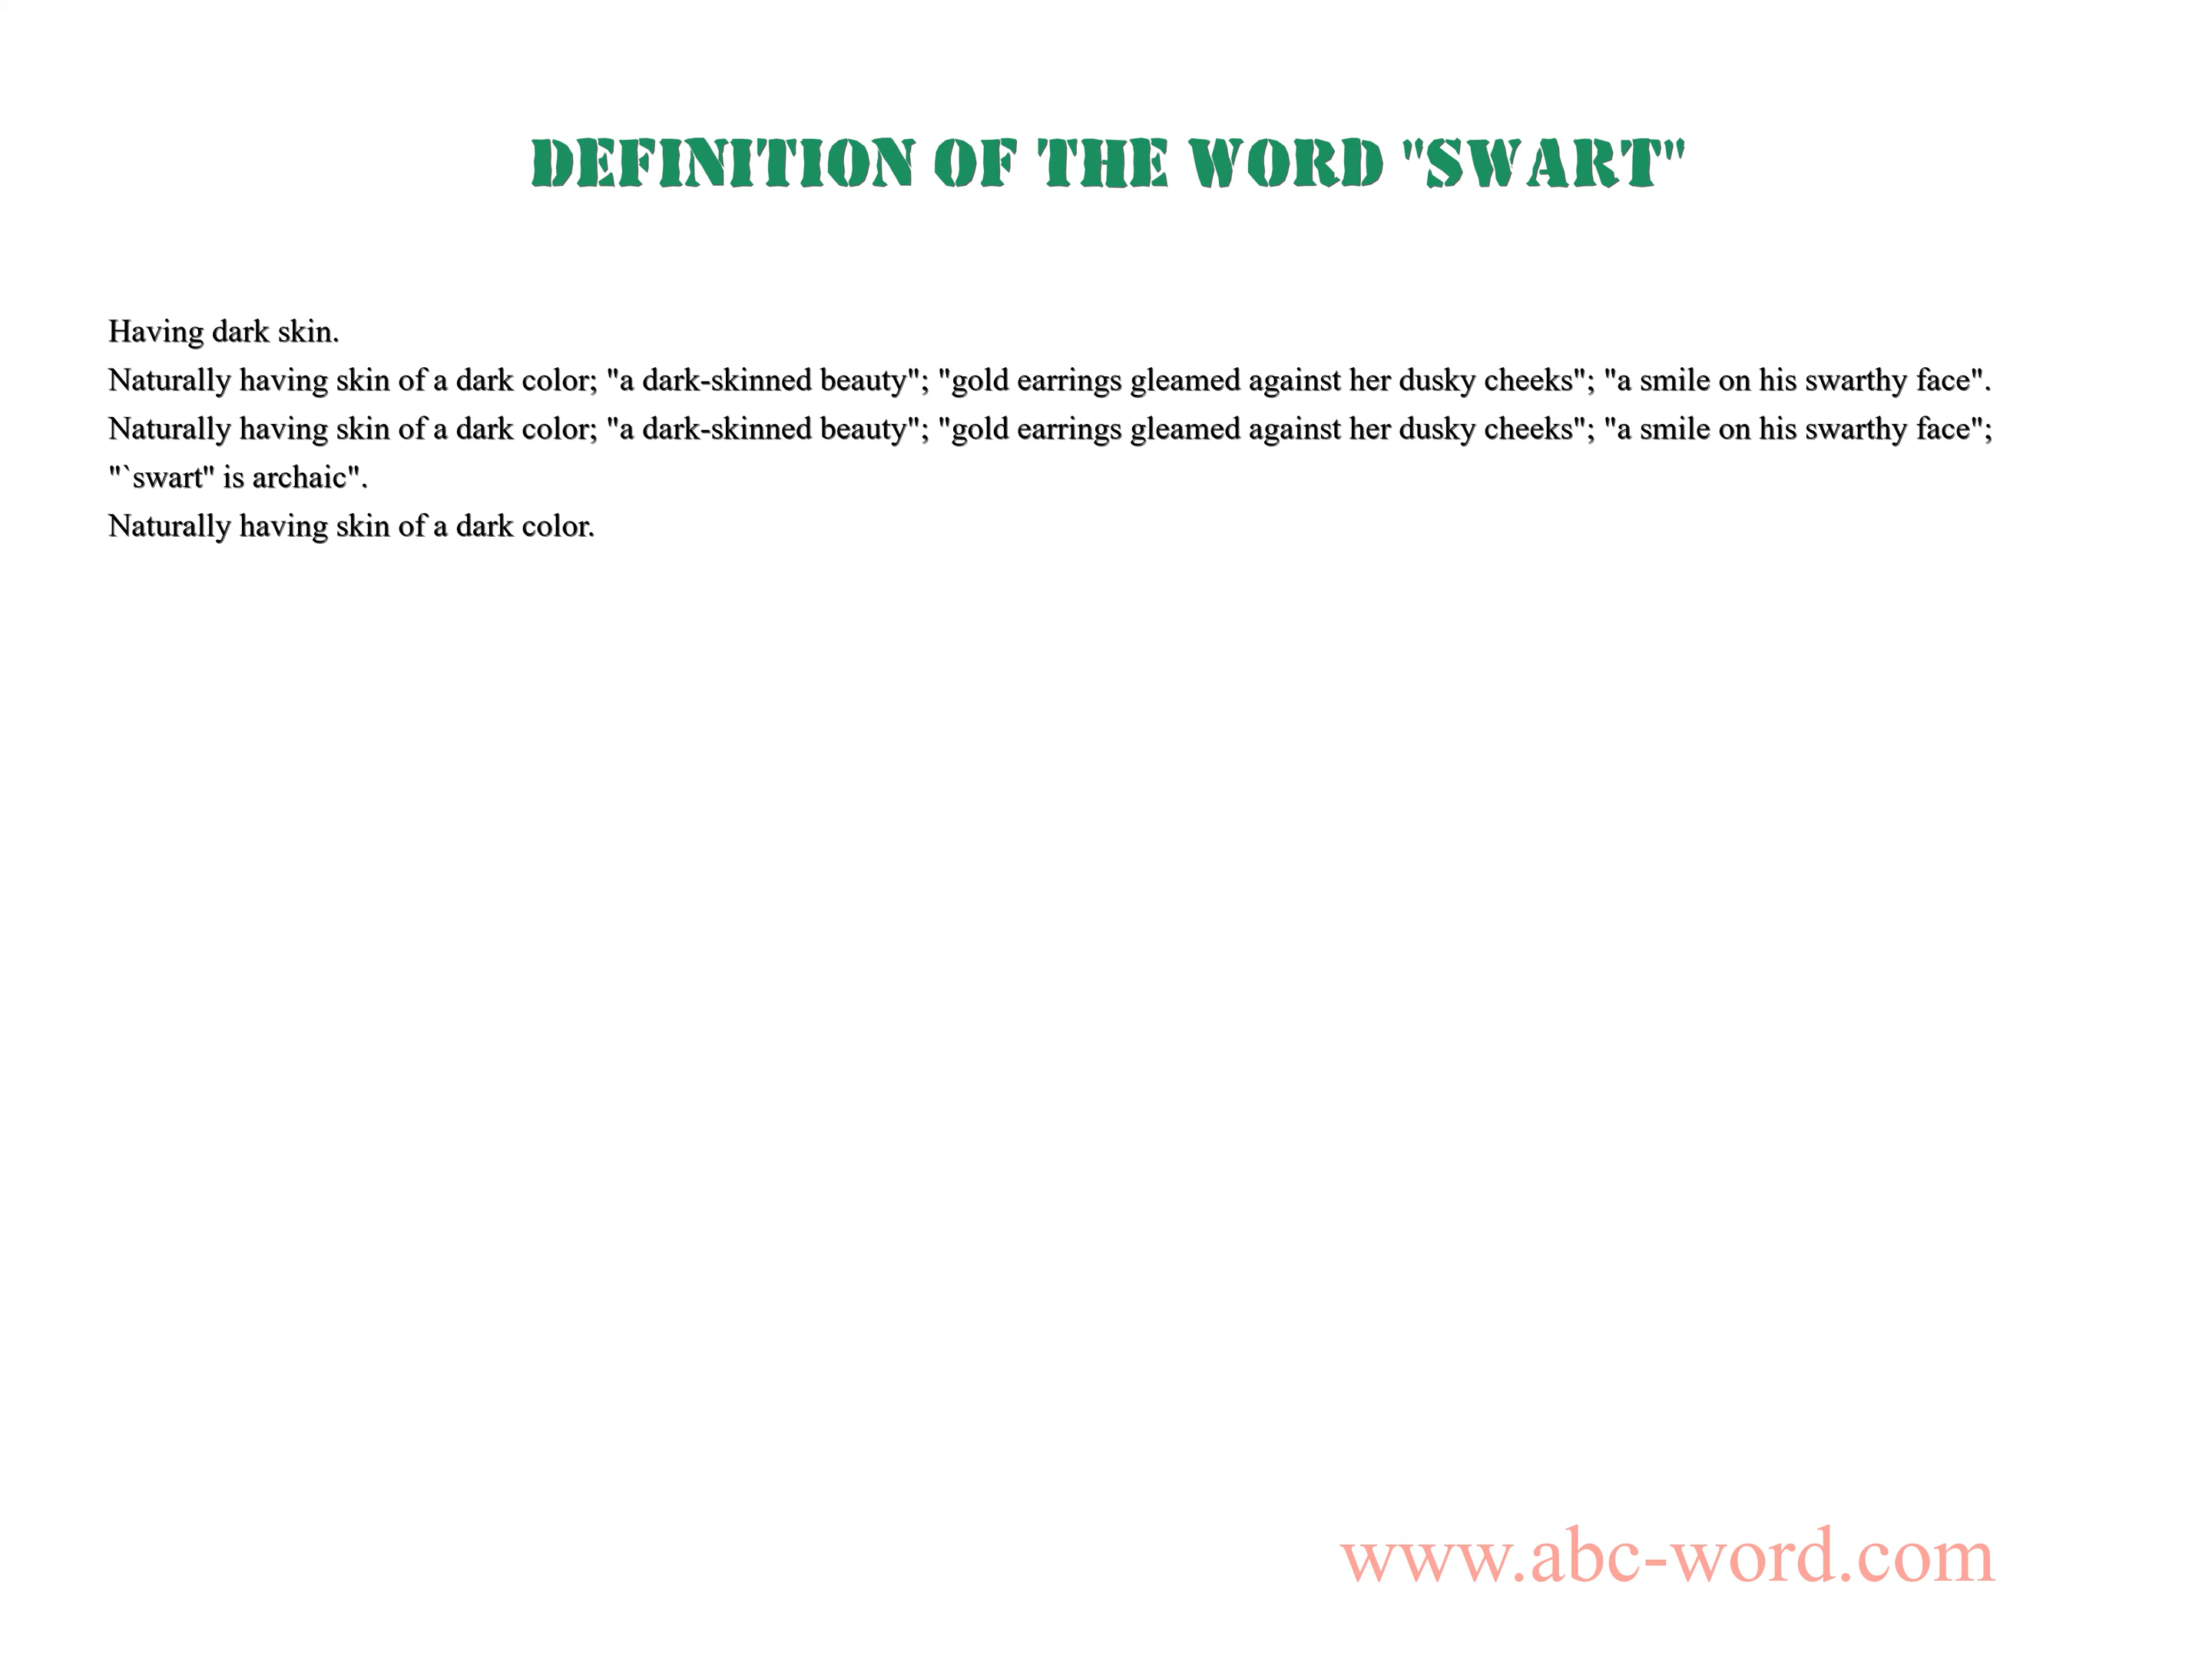 DEFINITION OF THE WORD "SWART"
Having dark skin.
Naturally having skin of a dark color; "a dark-skinned beauty"; "gold earrings gleamed against her dusky cheeks"; "a smile on his swarthy face".
Naturally having skin of a dark color; "a dark-skinned beauty"; "gold earrings gleamed against her dusky cheeks"; "a smile on his swarthy face";
"`swart" is archaic".
Naturally having skin of a dark color.
www.abc-word.com